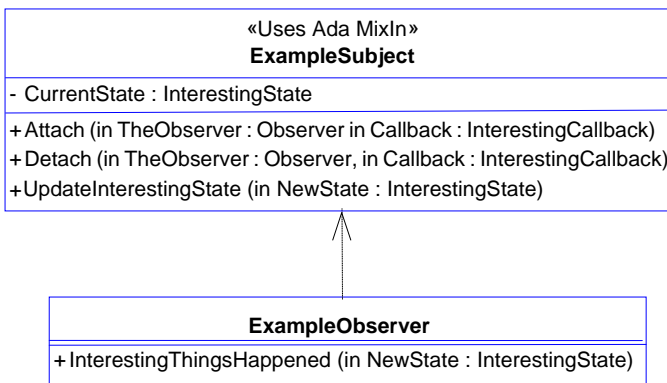 «Uses Ada MixIn»
ExampleSubject
- CurrentState : InterestingState
+Attach (in TheObserver : Observer in Callback : InterestingCallback)
+Detach (in TheObserver : Observer, in Callback : InterestingCallback)
+UpdateInterestingState (in NewState : InterestingState)
ExampleObserver
+InterestingThingsHappened (in NewState : InterestingState)